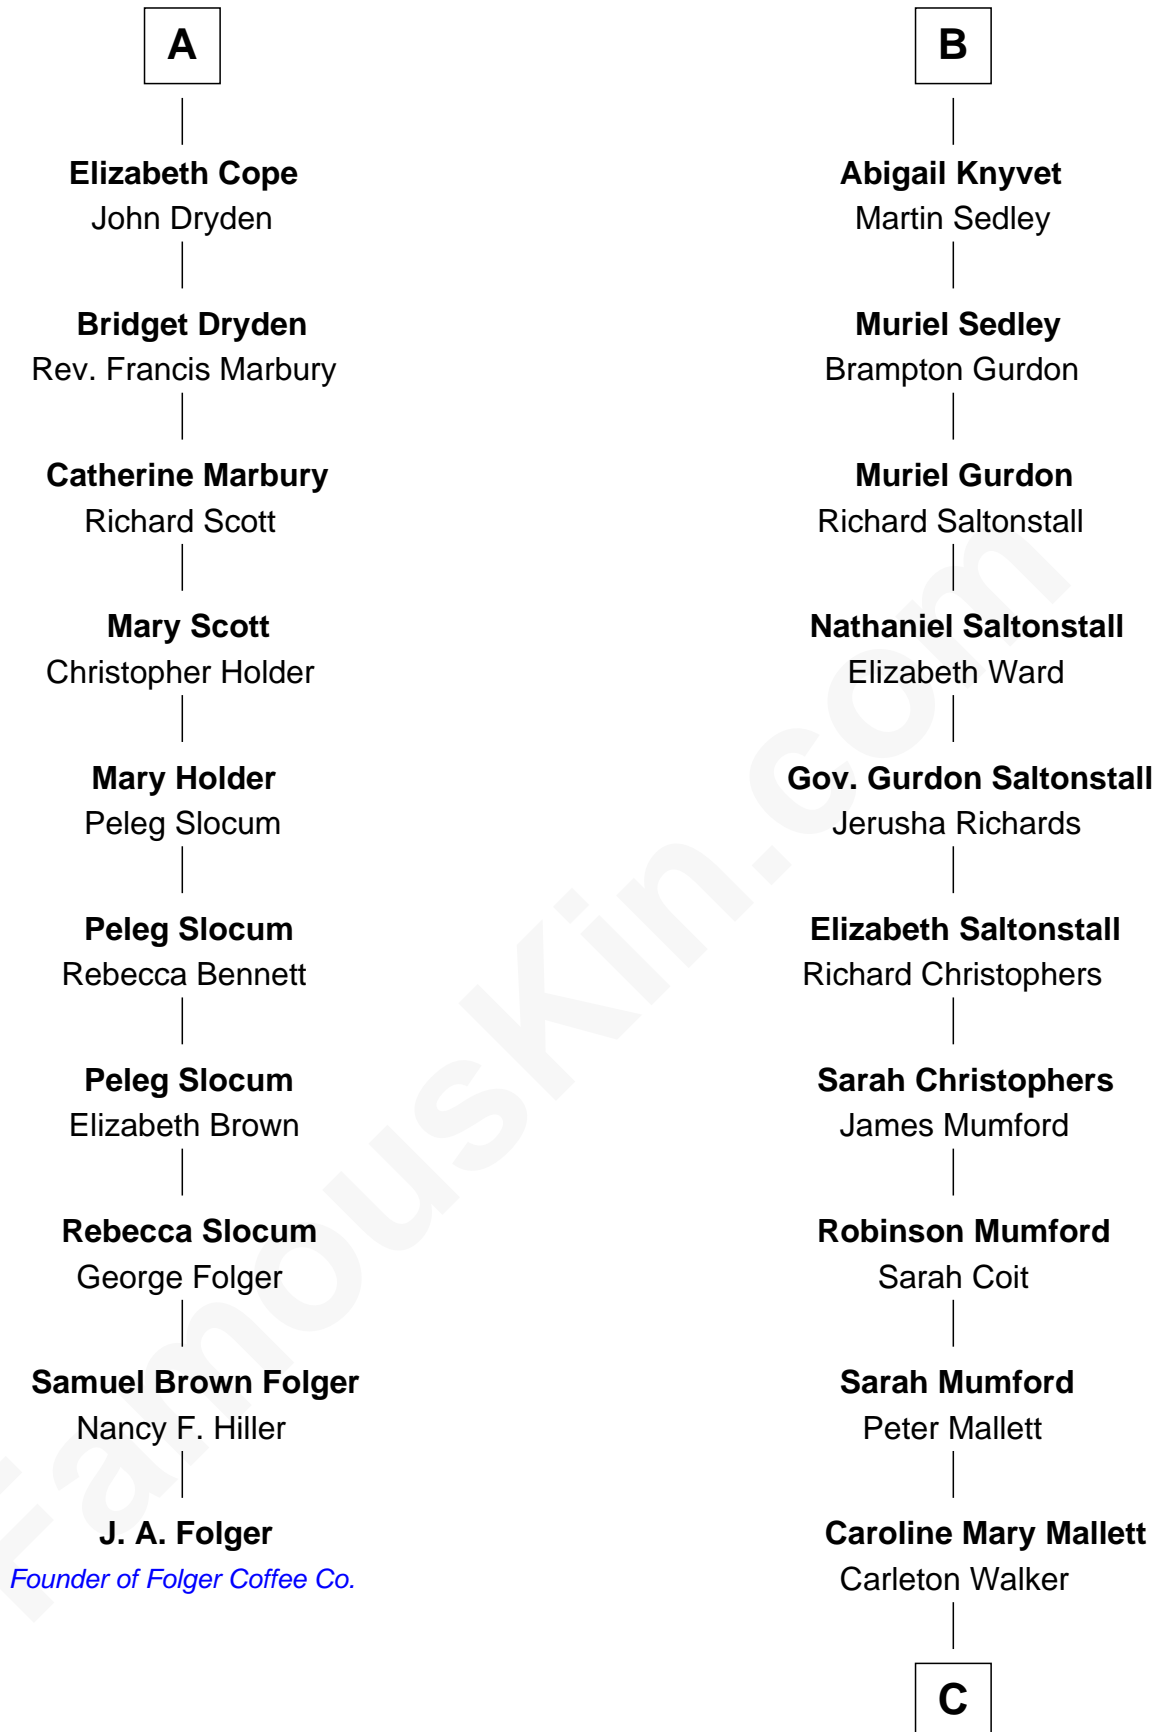 A
Elizabeth Cope
John Dryden
Bridget Dryden
Rev. Francis Marbury
Catherine Marbury
Richard Scott
Mary Scott
Christopher Holder
Mary Holder
Peleg Slocum
Peleg Slocum
Rebecca Bennett
Peleg Slocum
Elizabeth Brown
Rebecca Slocum
George Folger
Samuel Brown Folger
Nancy F. Hiller
J. A. Folger
Founder of Folger Coffee Co.
B
Abigail Knyvet
Martin Sedley
Muriel Sedley
Brampton Gurdon
Muriel Gurdon
Richard Saltonstall
Nathaniel Saltonstall
Elizabeth Ward
Gov. Gurdon Saltonstall
Jerusha Richards
Elizabeth Saltonstall
Richard Christophers
Sarah Christophers
James Mumford
Robinson Mumford
Sarah Coit
Sarah Mumford
Peter Mallett
Caroline Mary Mallett
Carleton Walker
C
FamousKin.com